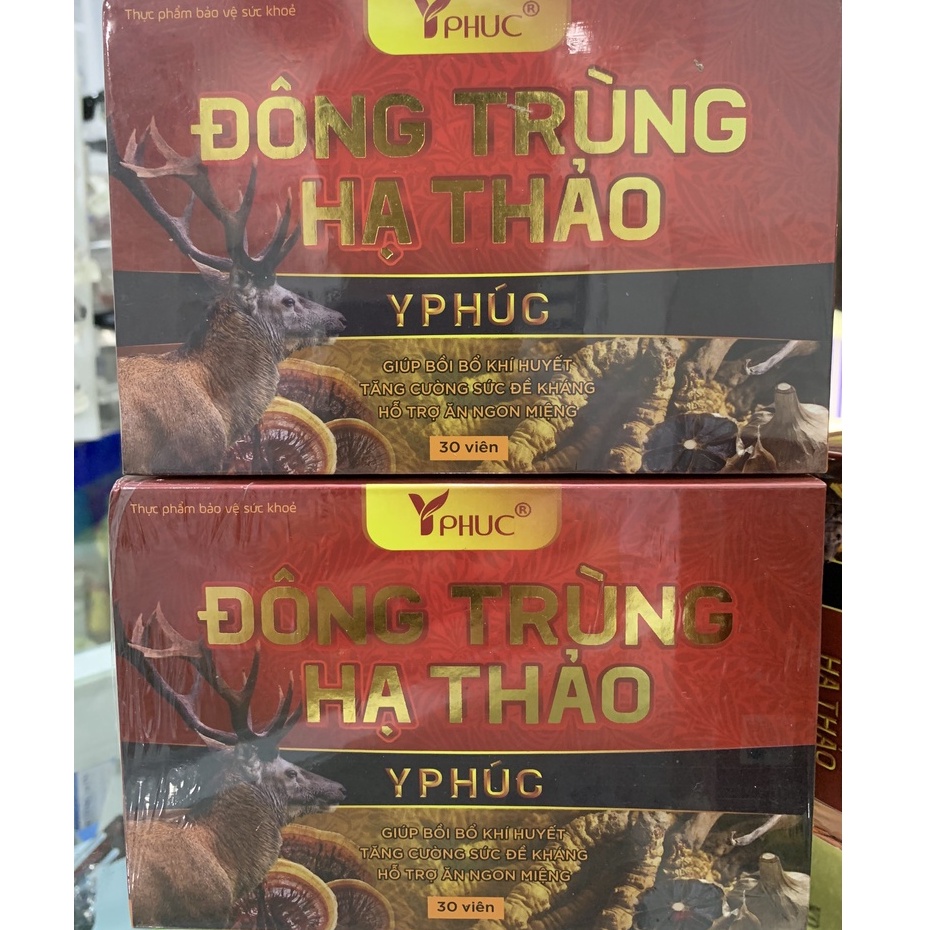 Thực phẩm bảo vệ sức khoẻ
YPHUC®
ĐÔNG TRÙNG
HẠ THẢO
Y PHÚC
GIÚP BỒI BỔ KHÍ HUYẾT
TĂNG CƯỜNG SỨC ĐỀ KHÁNG
HỖ TRỢ ĂN NGON MIỆNG
30 viên
Thực phẩm bảo vệ sức khoẻ
YPHUC®
ĐÔNG TRÙNG
HẠ THẢO
Y PHÚC
GIÚP BỒI BỔ KHÍ HUYẾT
TĂNG CƯỜNG SỨC ĐỀ KHÁNG
HỖ TRỢ ĂN NGON MIỆNG
30 viên
HẠ THẢO